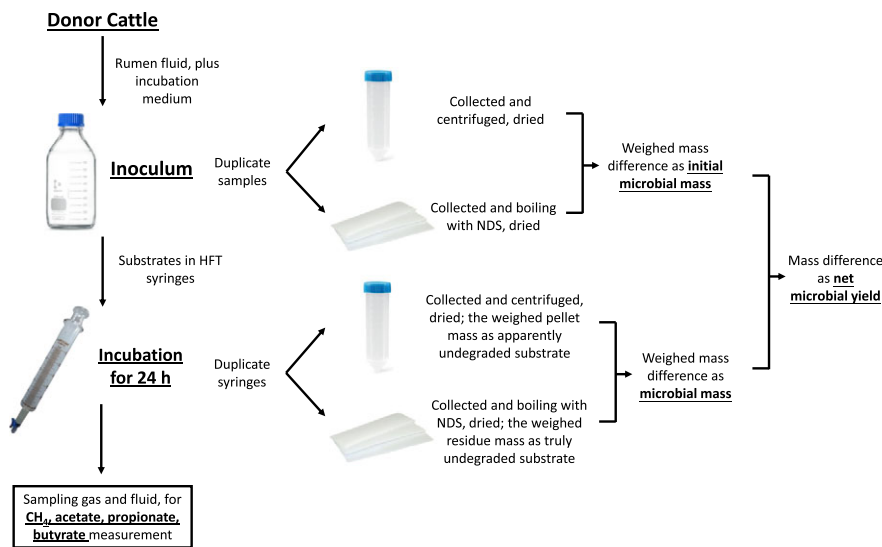 Donor Cattle
Rumen fluid, plus
incubation
medium
Inoculum
Duplicate
samples
Collected and
centrifuged, dried
Collected and boiling
with NDS, dried
Weighed mass
difference as initial
microbial mass
Substrates in HFT
syringes
Incubation
for 24 h
Duplicate
syringes
Collected and centrifuged,
dried; the weighed pellet
mass as apparently
undegraded substrate
Collected and boiling with
NDS, dried; the weighed
residue mass as truly
undegraded substrate
Weighed mass
difference as
microbial mass
Mass difference
as net
microbial yield
Sampling gas and fluid, for
CH4, acetate, propionate,
butyrate measurement